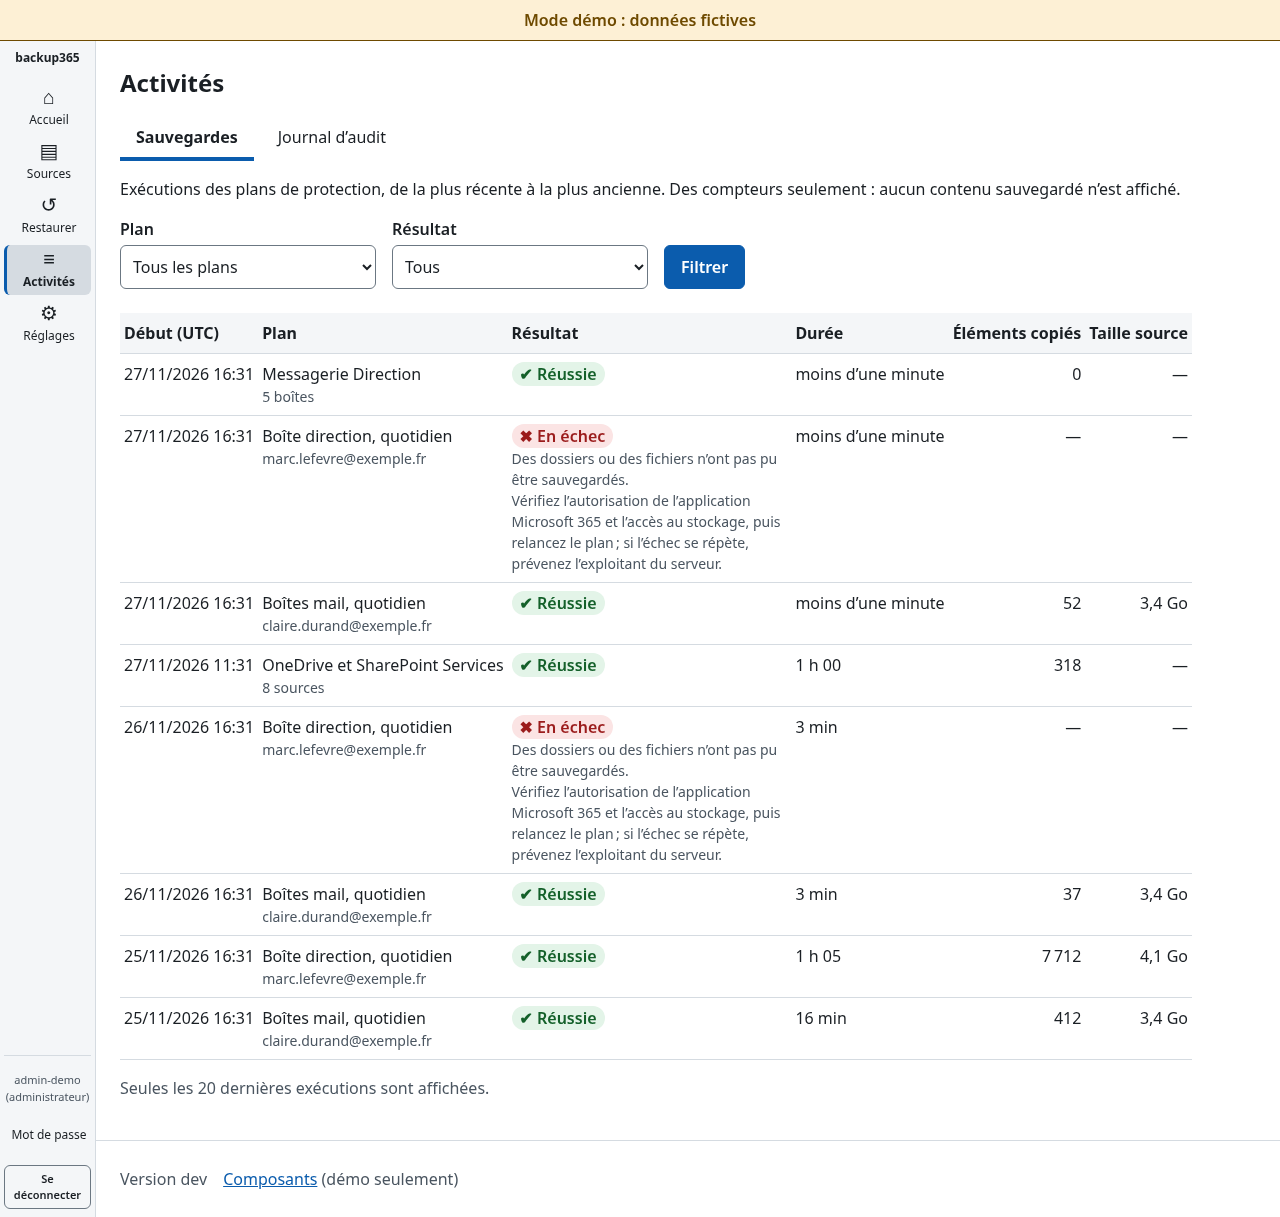 Mode démo : données fictives
backup365
Accueil
Sources
Restaurer
Activités
Réglages
admin-demo
(administrateur)
Mot de passe
Se
déconnecter
Activités
Sauvegardes Journal d’audit
Exécutions des plans de protection, de la plus récente à la plus ancienne. Des compteurs seulement : aucun contenu sauvegardé n’est affiché.
Plan Résultat
Tous les plans Tous Filtrer
Début (UTC) Plan Résultat Durée Éléments copiés Taille source
27/11/2026 16:31 Messagerie Direction ✔ Réussie moins d’une minute 0 —
5 boîtes
27/11/2026 16:31 Boîte direction, quotidien ✖ En échec moins d’une minute — —
marc.lefevre@exemple.fr Des dossiers ou des fichiers n’ont pas pu
être sauvegardés.
Vérifiez l’autorisation de l’application
Microsoft 365 et l’accès au stockage, puis
relancez le plan ; si l’échec se répète,
prévenez l’exploitant du serveur.
27/11/2026 16:31 Boîtes mail, quotidien ✔ Réussie moins d’une minute 52 3,4 Go
claire.durand@exemple.fr
27/11/2026 11:31 OneDrive et SharePoint Services ✔ Réussie 1 h 00 318 —
8 sources
26/11/2026 16:31 Boîte direction, quotidien ✖ En échec 3 min — —
marc.lefevre@exemple.fr Des dossiers ou des fichiers n’ont pas pu
être sauvegardés.
Vérifiez l’autorisation de l’application
Microsoft 365 et l’accès au stockage, puis
relancez le plan ; si l’échec se répète,
prévenez l’exploitant du serveur.
26/11/2026 16:31 Boîtes mail, quotidien ✔ Réussie 3 min 37 3,4 Go
claire.durand@exemple.fr
25/11/2026 16:31 Boîte direction, quotidien ✔ Réussie 1 h 05 7 712 4,1 Go
marc.lefevre@exemple.fr
25/11/2026 16:31 Boîtes mail, quotidien ✔ Réussie 16 min 412 3,4 Go
claire.durand@exemple.fr
Seules les 20 dernières exécutions sont affichées.
Version dev Composants (démo seulement)